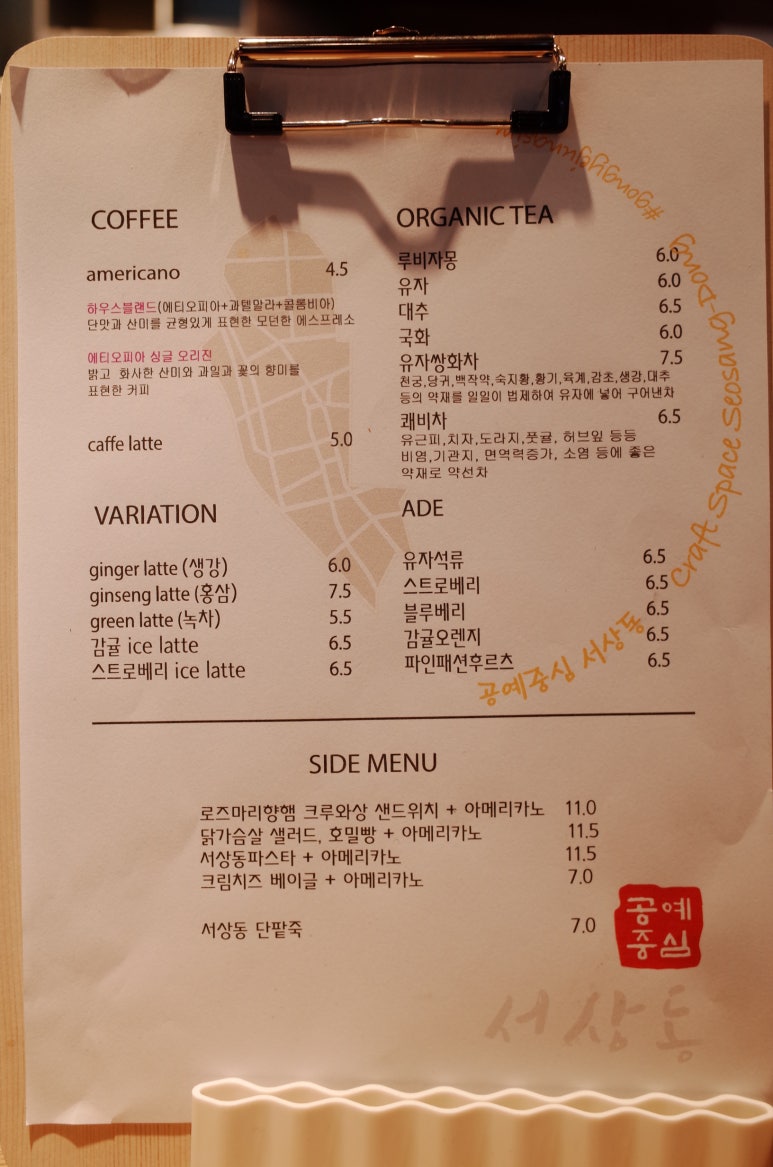 COFFEE
americano 4.5
하우스블랜드(에티오피아+과텔말라+콜롬비아)
단맛과 산미를 균형있게 표현한 모던한 에스프레소
에티오피아 싱글 오리진
밝고 화사한 산미와 과일과 꽃의 향미를
표현한 커피
caffe latte 5.0
VARIATION
ginger latte (생강) 6.0
ginseng latte (홍삼) 7.5
green latte (녹차) 5.5
감귤 ice latte 6.5
스트로베리 ice latte 6.5
ORGANIC TEA
루비자몽 6.0
유자 6.0
대추 6.5
국화 6.0
유자쌍화차 7.5
천궁,당귀,백작약,숙지황,황기,육계,감초,생강,대추
등의 약재를 일일이 법제하여 유자에 넣어 구어낸차
쾌비차 6.5
유근피,치자,도라지,풋귤, 허브잎 등등
비염,기관지, 면역력증가, 소염 등에 좋은
약재로 약선차
ADE
유자석류 6.5
스트로베리 6.5
블루베리 6.5
감귤오렌지 6.5
파인패션후르츠 6.5
공예중심 서상동 Craft Space Seosang-Dong #gongyejungsim
SIDE MENU
로즈마리향햄 크루와상 샌드위치 + 아메리카노 11.0
닭가슴살 샐러드, 호밀빵 + 아메리카노 11.5
서상동파스타 + 아메리카노 11.5
크림치즈 베이글 + 아메리카노 7.0
서상동 단팥죽 7.0
공예
중심
서상동